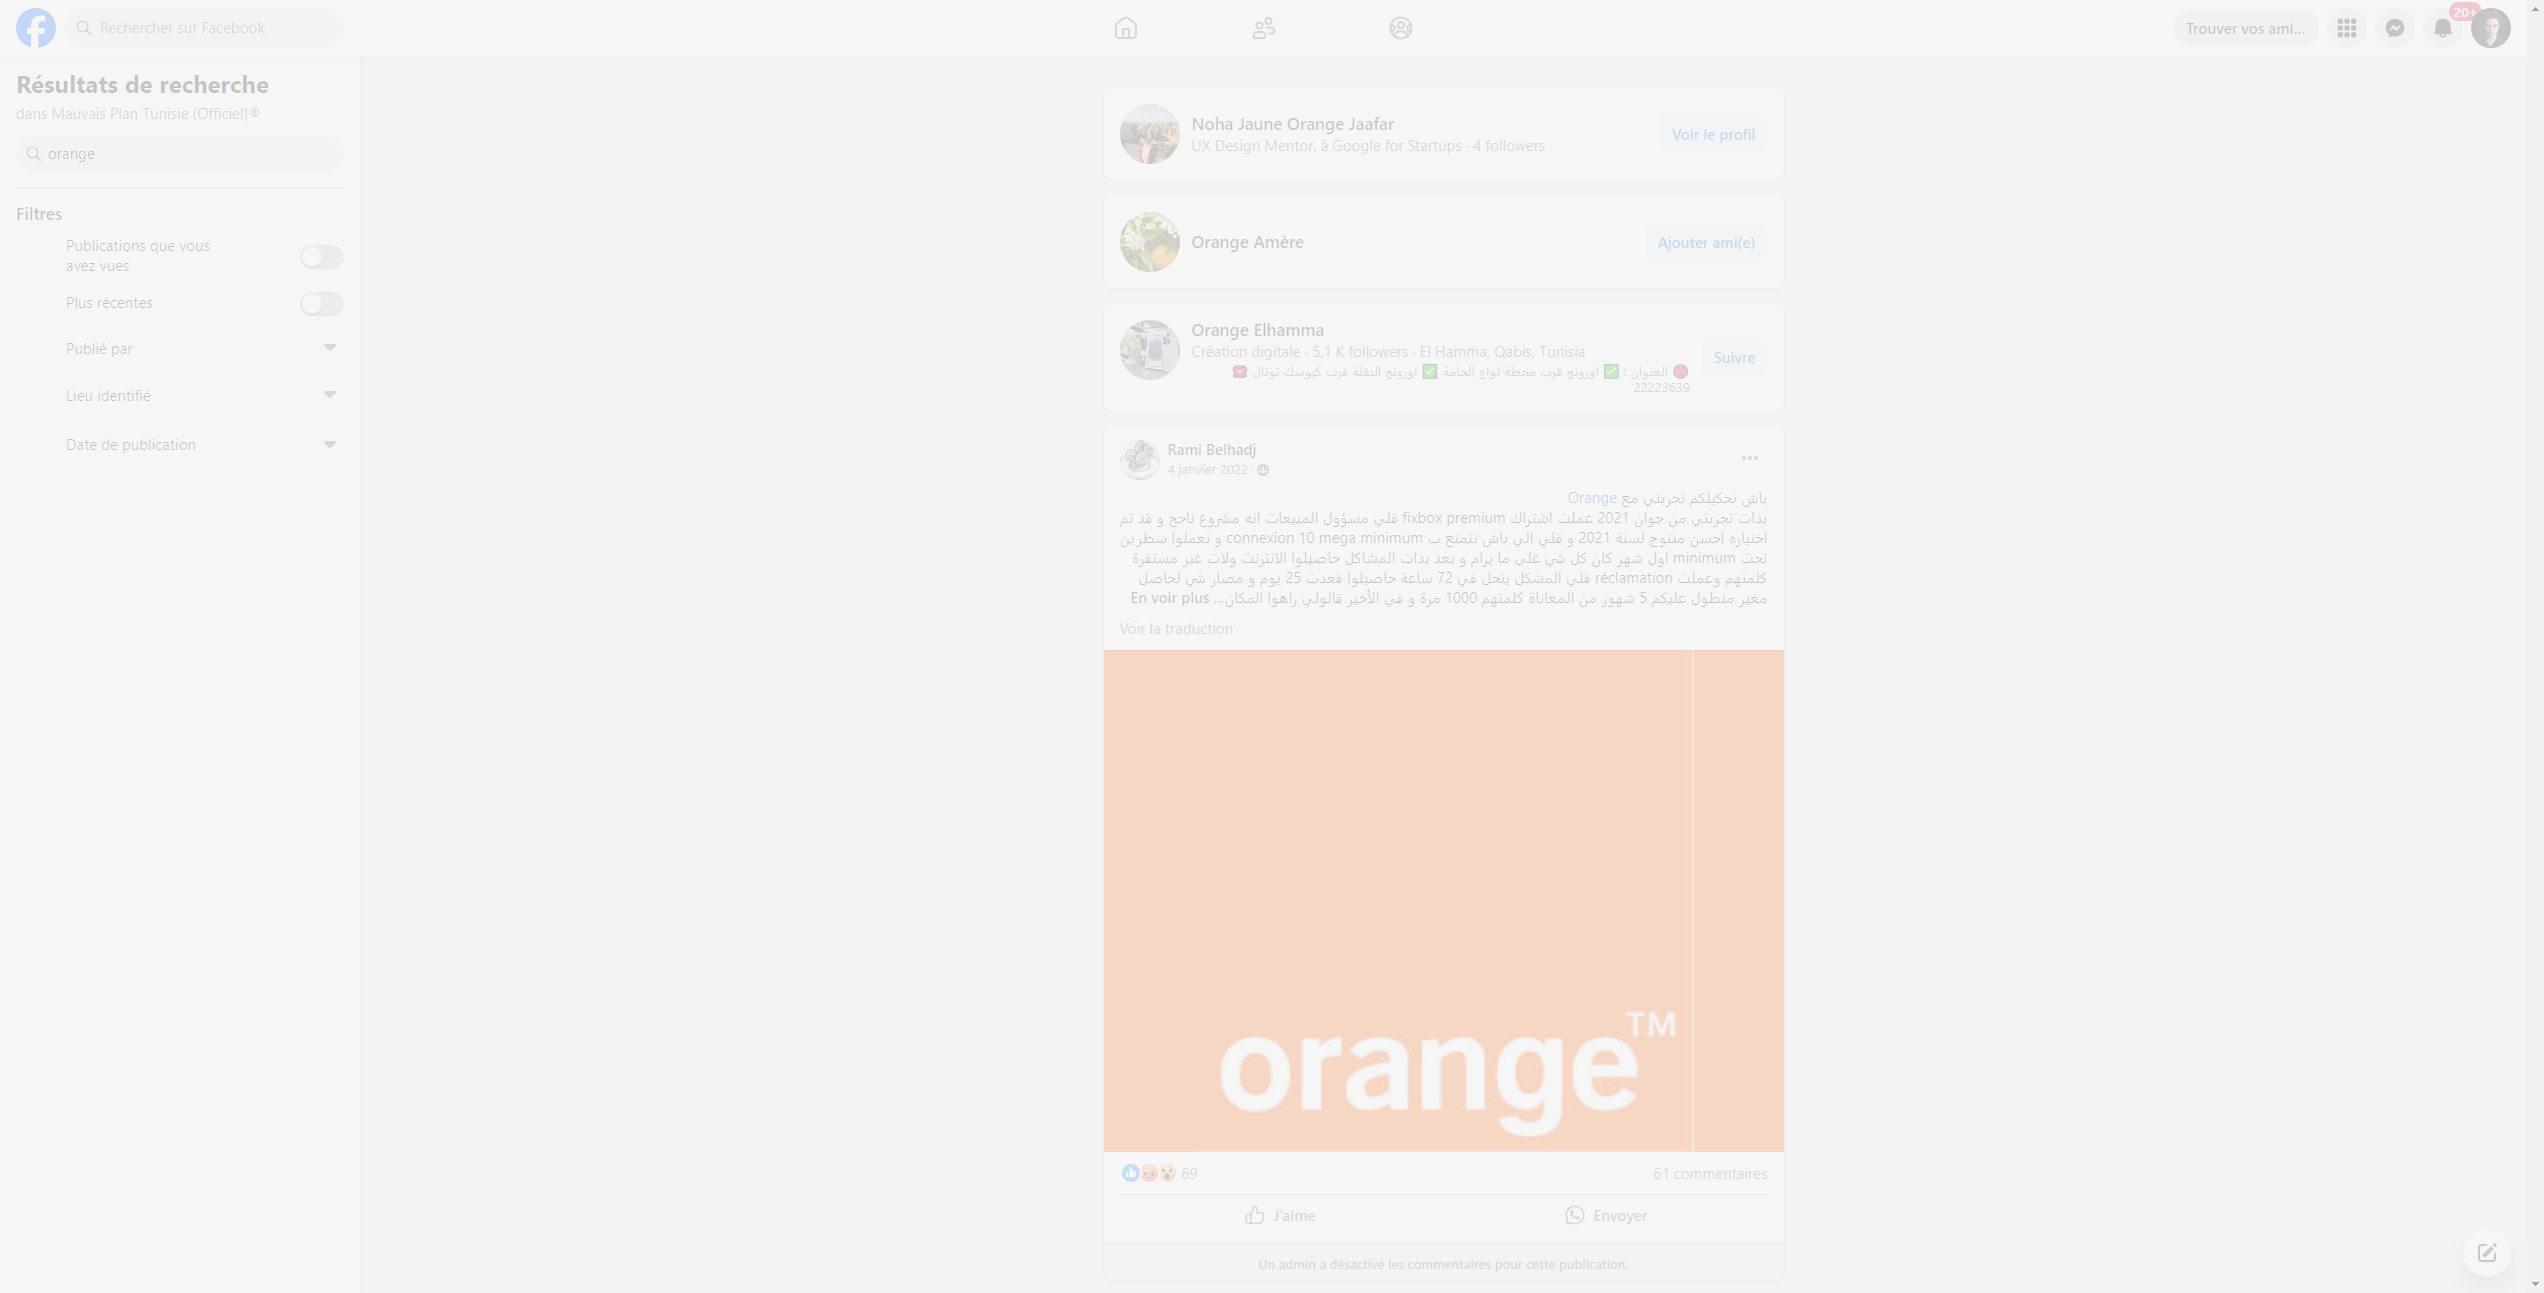 Rechercher sur Facebook
Trouver vos ami...
20+
Résultats de recherche
dans Mauvais Plan Tunisie (Officiel)®
orange
Filtres
Publications que vous
avez vues
Plus récentes
Publié par
Lieu identifié
Date de publication
Noha Jaune Orange Jaafar
UX Design Mentor, à Google for Startups · 4 followers
Voir le profil
Orange Amère
Ajouter ami(e)
Orange Elhamma
Création digitale · 5,1 K followers · El Hamma, Qabis, Tunisia
🔴 العنوان : ✅ اورونج قرب محطة لواج الحامة ✅ اورونج البقلة قرب كيوسك توتال ☎️
22223639
Suivre
Rami Belhadj
4 janvier 2022 ·
باش نحكيلكم تجربتي مع Orange
بدات تجربتي من جوان 2021 عملت اشتراك fixbox premium قلي مسؤول المبيعات انه مشروع ناجح و قد تم
اختياره احسن منتوج لسنة 2021 و قلي الي باش نتمتع ب connexion 10 mega minimum و نعملوا سطرين
تحت minimum اول شهر كان كل شي على ما يرام و بعد بدات المشاكل حاصيلوا الانترنت ولات غير مستقرة
كلمتهم وعملت réclamation قلي المشكل يتحل في 72 ساعة حاصيلوا قعدت 25 يوم و مصار شي لحاصل
مغير منطول عليكم 5 شهور من المعاناة كلمتهم 1000 مرة و في الأخير قالولي راهوا المكان... En voir plus
Voir la traduction
orange™
69
61 commentaires
J'aime
Envoyer
Un admin a désactivé les commentaires pour cette publication.